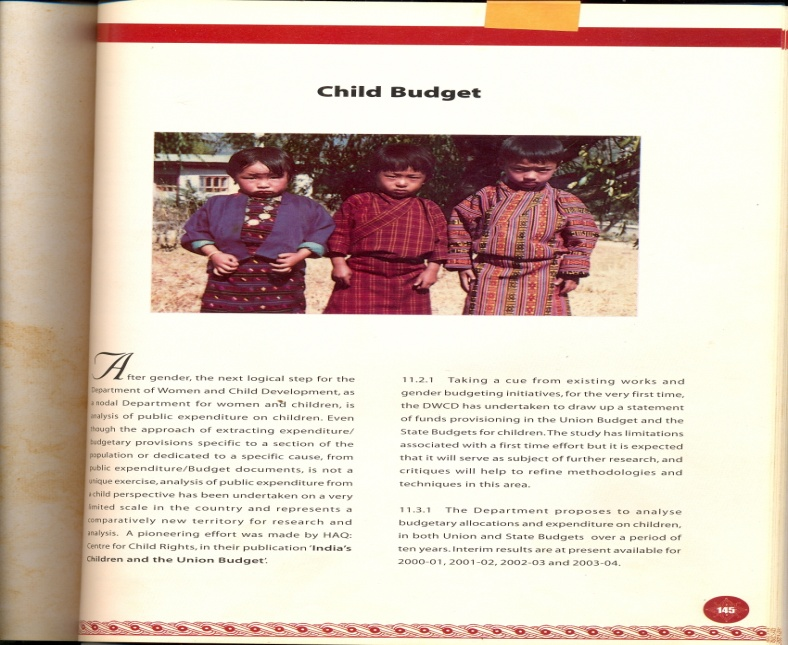 Child Budget
After gender, the next logical step for the
Department of Women and Child Development, as
a nodal Department for women and children, is
analysis of public expenditure on children. Even
though the approach of extracting expenditure/
budgetary provisions specific to a section of the
population or dedicated to a specific cause, from
public expenditure/Budget documents, is not a
unique exercise, analysis of public expenditure from
a child perspective has been undertaken on a very
limited scale in the country and represents a
comparatively new territory for research and
analysis. A pioneering effort was made by HAQ:
Centre for Child Rights, in their publication 'India's
Children and the Union Budget'.
11.2.1 Taking a cue from existing works and
gender budgeting initiatives, for the very first time,
the DWCD has undertaken to draw up a statement
of funds provisioning in the Union Budget and the
State Budgets for children. The study has limitations
associated with a first time effort but it is expected
that it will serve as subject of further research, and
critiques will help to refine methodologies and
techniques in this area.
11.3.1 The Department proposes to analyse
budgetary allocations and expenditure on children,
in both Union and State Budgets over a period of
ten years. Interim results are at present available for
2000-01, 2001-02, 2002-03 and 2003-04.
145